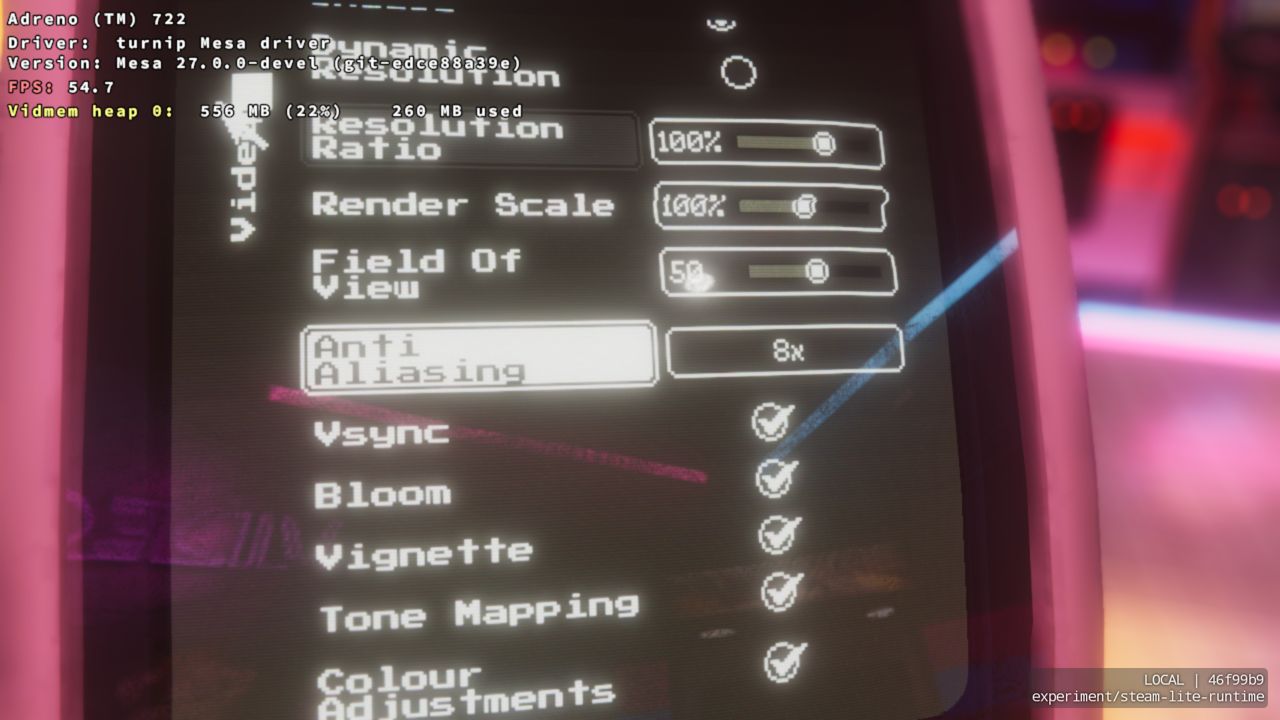 Adreno (TM) 722
Driver: turnip Mesa driver
Version: Mesa 27.0.0-devel (git-edce88a39e)
FPS: 54.7
Vidmem heap 0: 556 MB (22%) 260 MB used
Video
Dynamic
Resolution
Resolution
Ratio
100%
Render Scale
100%
Field Of
View
50
Anti
Aliasing
8x
Vsync
Bloom
Vignette
Tone Mapping
Colour
Adjustments
LOCAL | 46f99b9
experiment/steam-lite-runtime